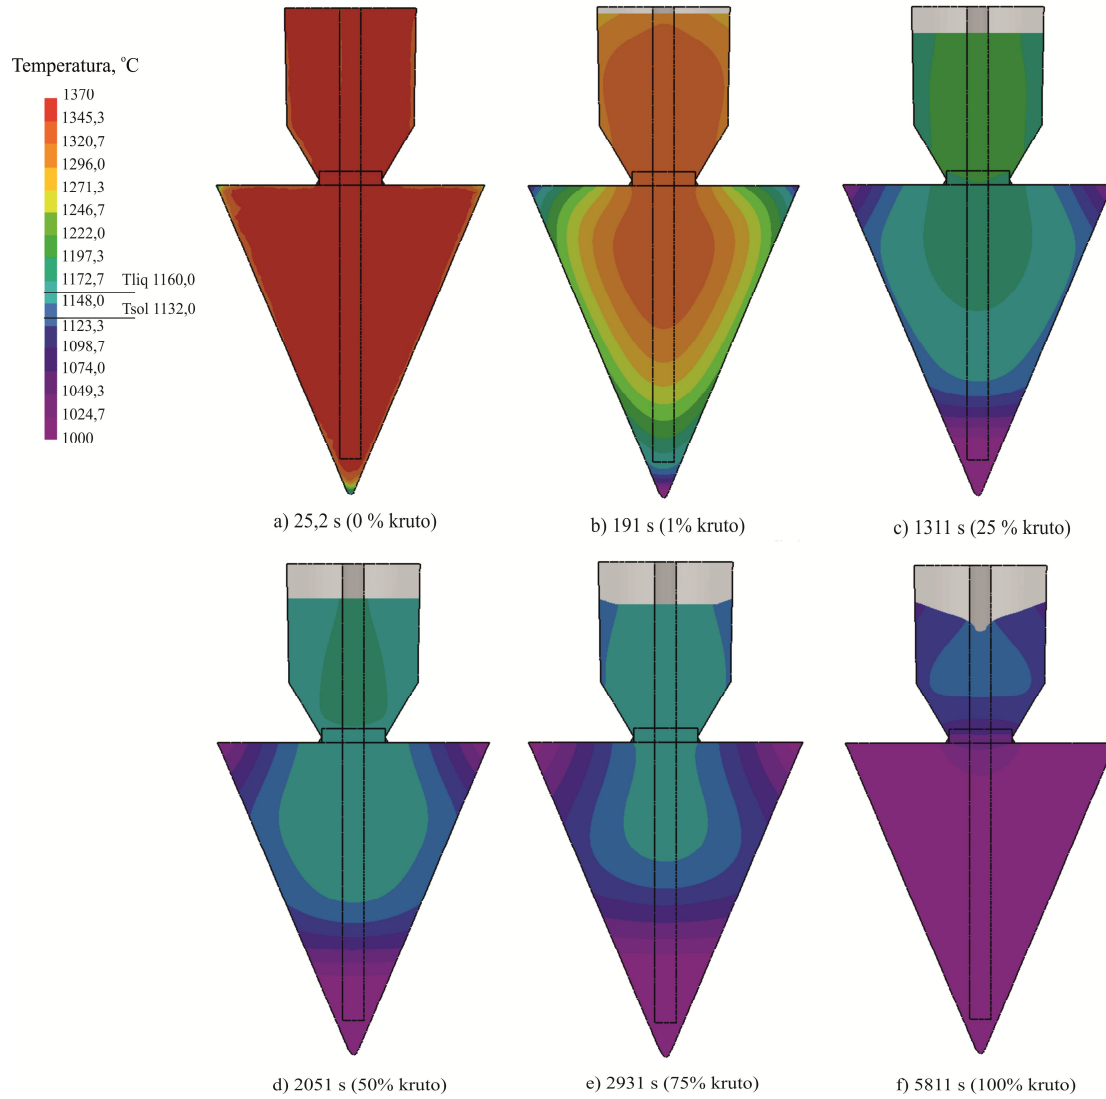 Temperatura, °C
1370
1345,3
1320,7
1296,0
1271,3
1246,7
1222,0
1197,3
1172,7
Tliq 1160,0
1148,0
Tsol 1132,0
1123,3
1098,7
1074,0
1049,3
1024,7
1000
a) 25,2 s (0 % kruto)
b) 191 s (1% kruto)
c) 1311 s (25 % kruto)
d) 2051 s (50% kruto)
e) 2931 s (75% kruto)
f) 5811 s (100% kruto)